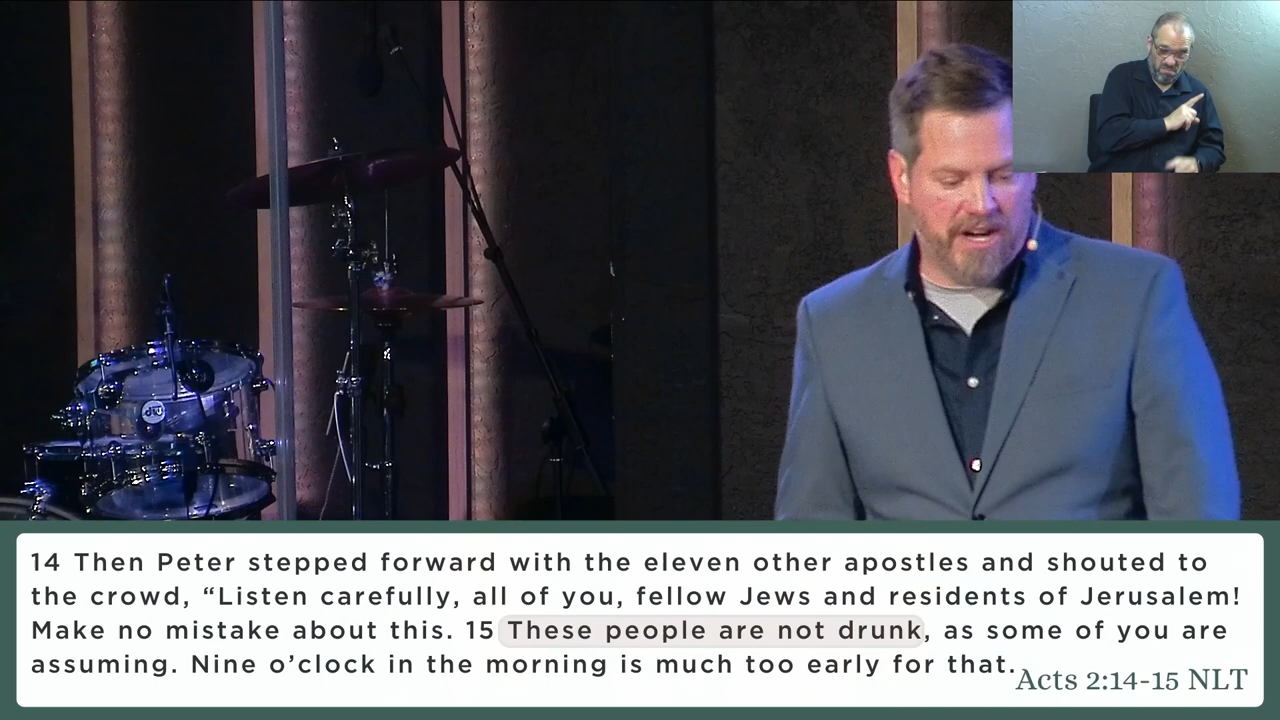 dw
14 Then Peter stepped forward with the eleven other apostles and shouted to
the crowd, “Listen carefully, all of you, fellow Jews and residents of Jerusalem!
Make no mistake about this. 15 These people are not drunk, as some of you are
assuming. Nine o’clock in the morning is much too early for that.
Acts 2:14-15 NLT